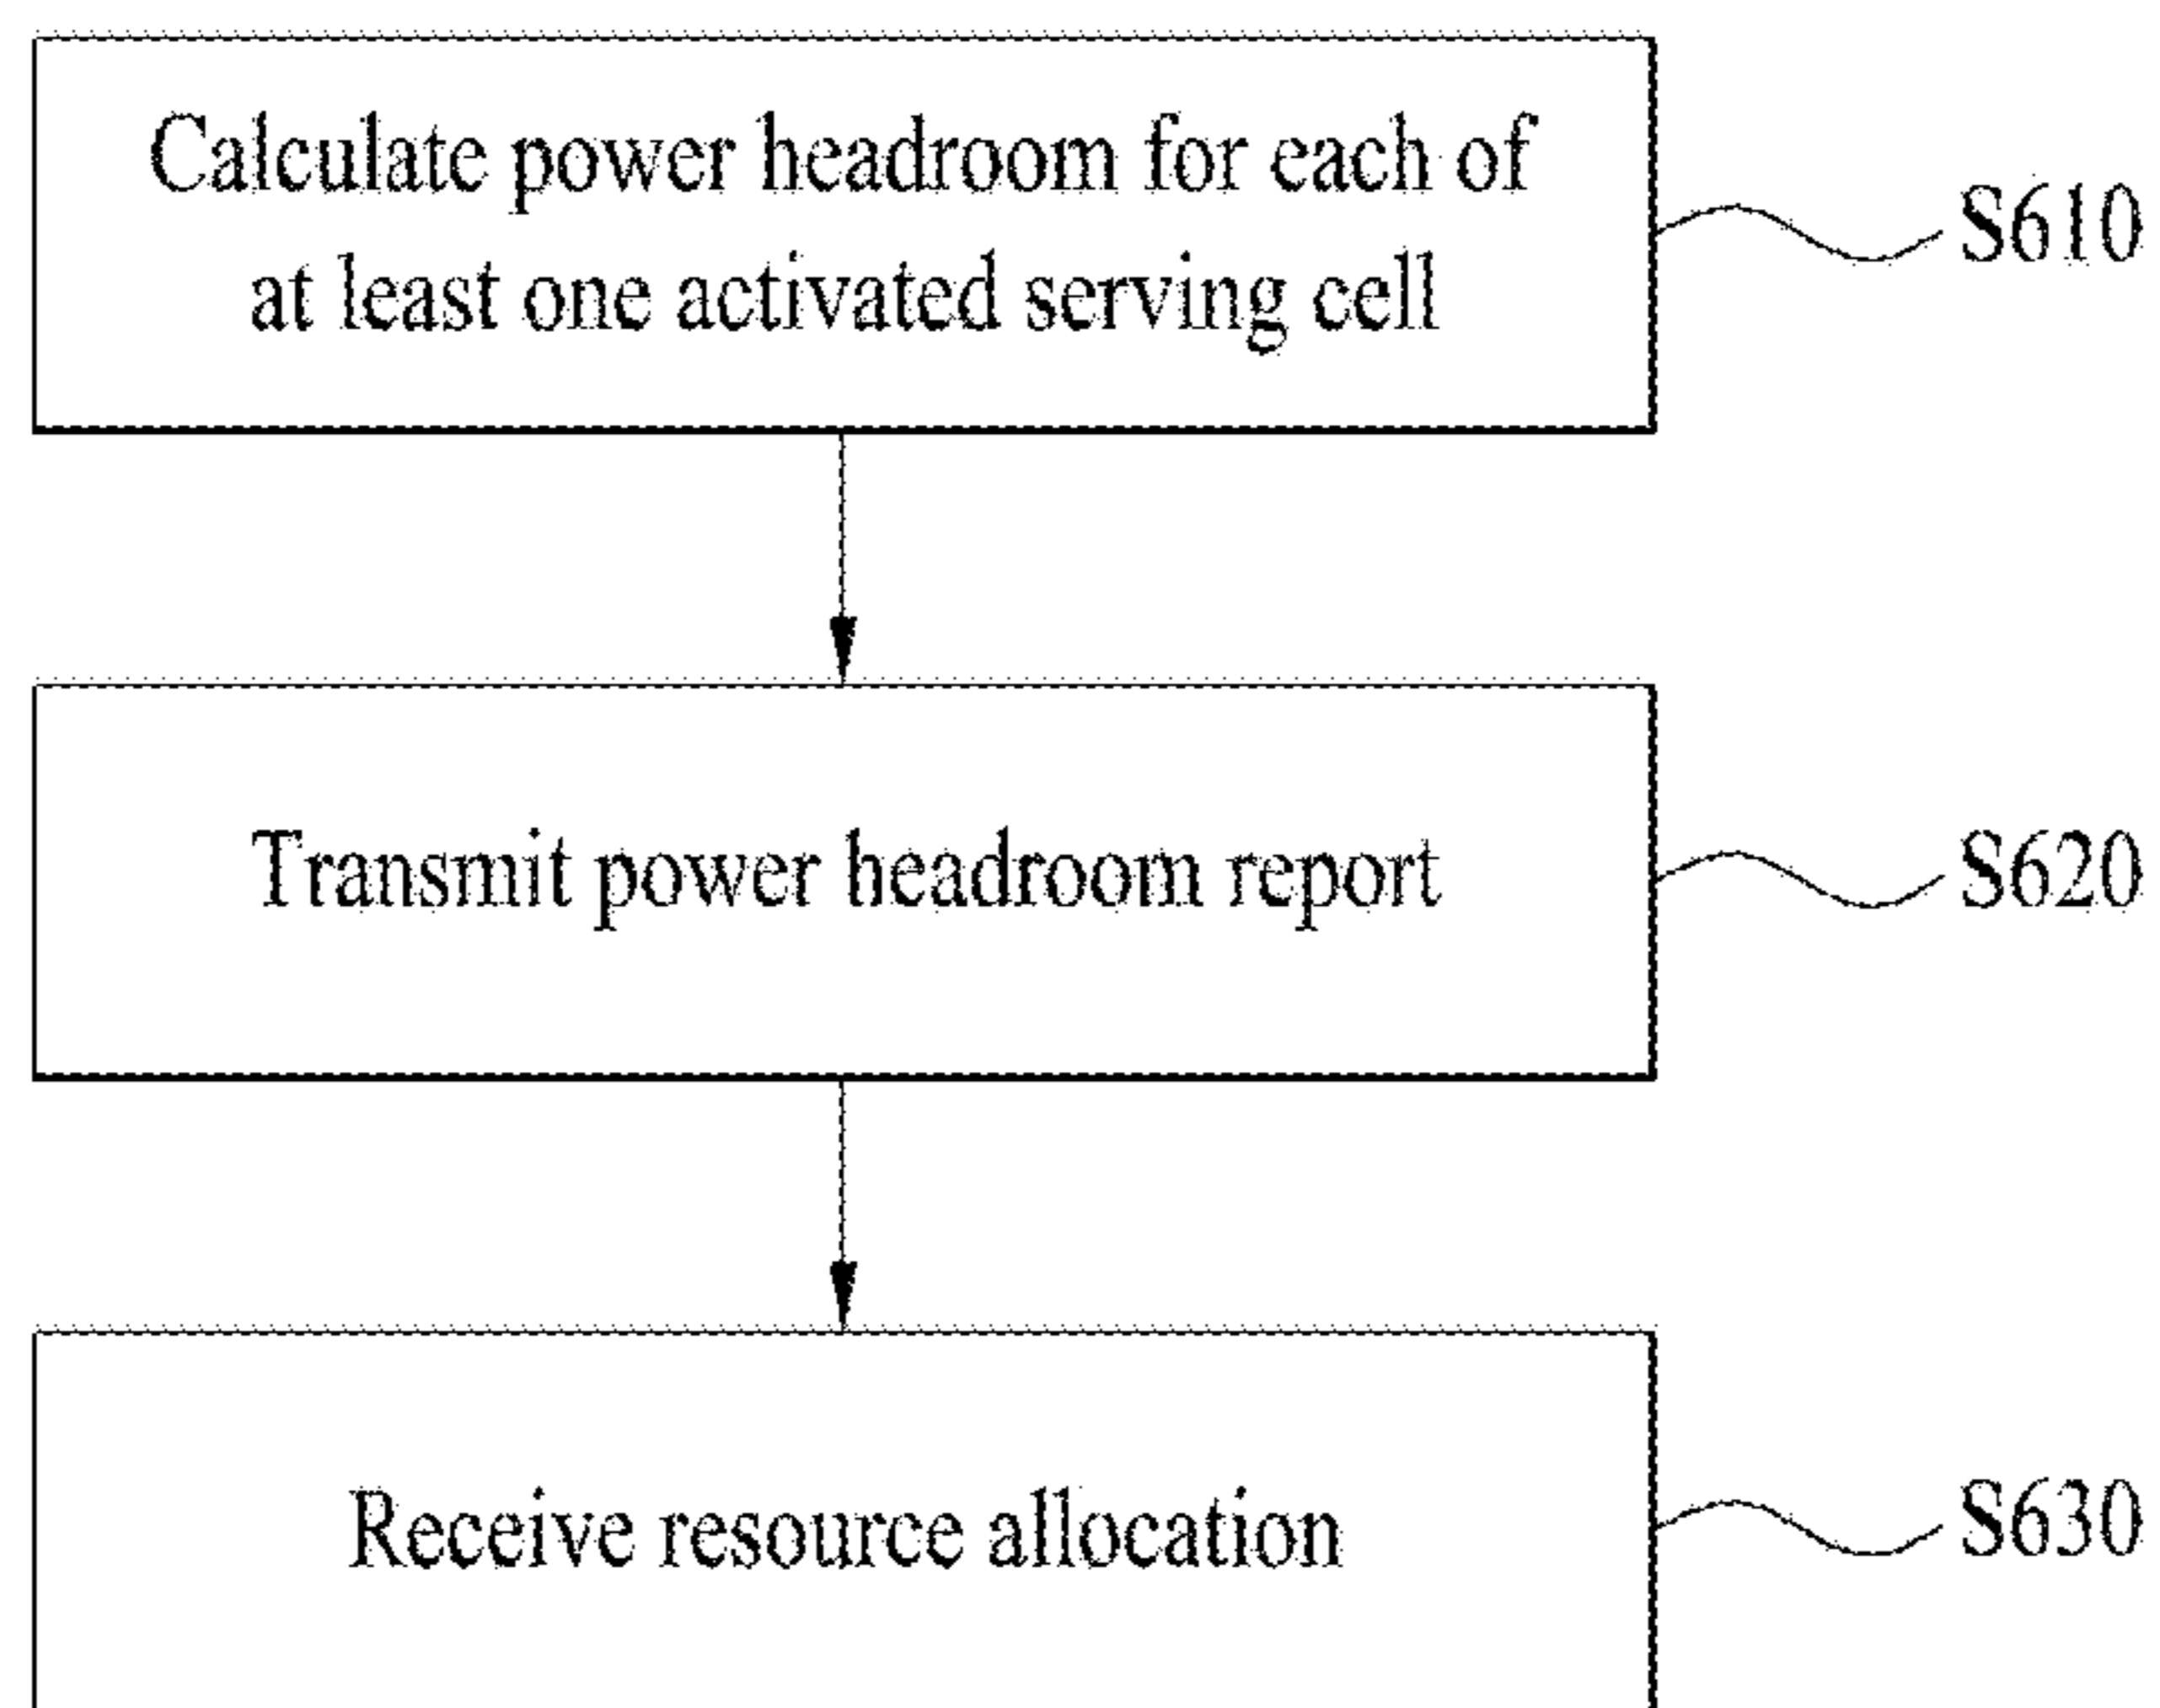 Calculate power headroom for each of
at least one activated serving cell
S610
Transmit power headroom report
S620
Receive resource allocation
S630